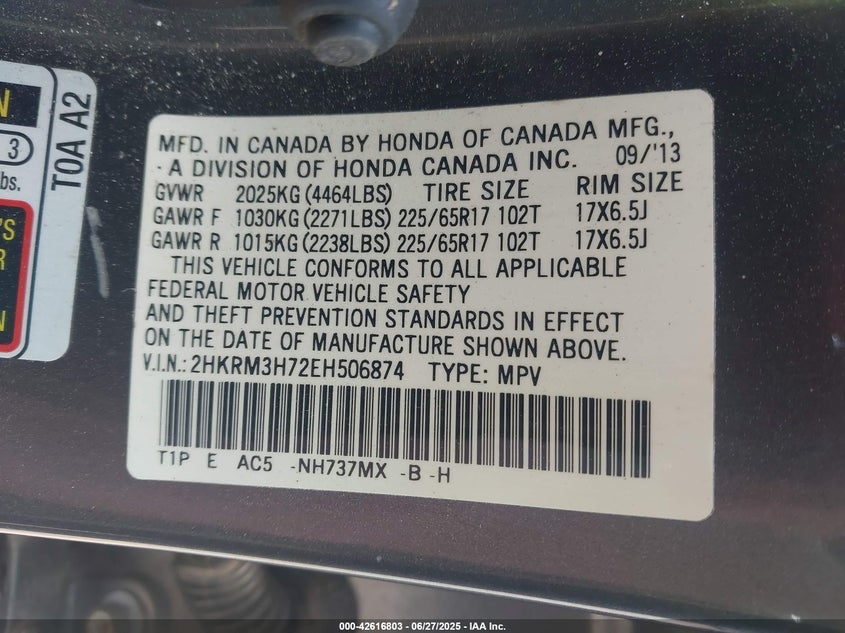 N
3
bs.
TOA A2
'S
R
N
MFD. IN CANADA BY HONDA OF CANADA MFG.,
A DIVISION OF HONDA CANADA INC. 09/'13
GVWR 2025KG (4464LBS) TIRE SIZE RIM SIZE
GAWR F 1030KG (2271LBS) 225/65R17 102T 17X6.5J
GAWR R 1015KG (2238LBS) 225/65R17 102T 17X6.5J
THIS VEHICLE CONFORMS TO ALL APPLICABLE
FEDERAL MOTOR VEHICLE SAFETY
AND THEFT PREVENTION STANDARDS IN EFFECT
ON THE DATE OF MANUFACTURE SHOWN ABOVE.
V.I.N.: 2HKRM3H72EH506874 TYPE: MPV
T1P E AC5 -NH737MX -B -H
000-42616803 - 06/27/2025 - IAA Inc.